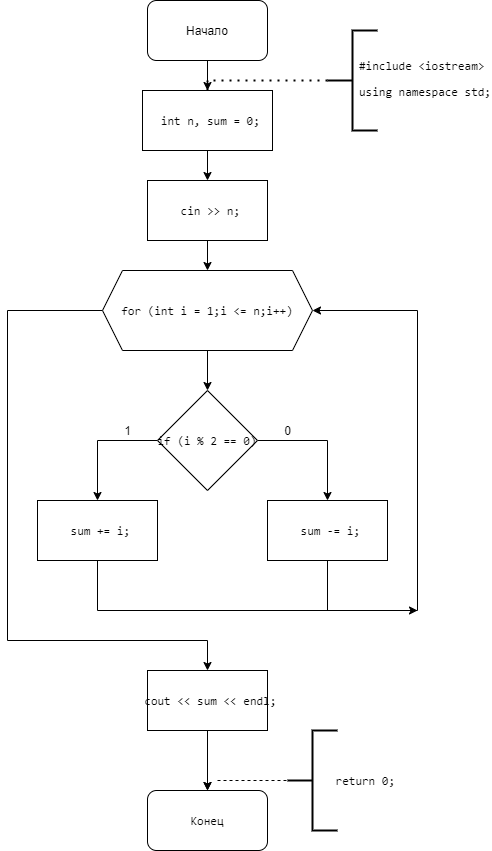 Начало
#include <iostream>
using namespace std;
int n, sum = 0;
cin >> n;
for (int i = 1;i <= n;i++)
1
if (i % 2 == 0)
0
sum += i;
sum -= i;
cout << sum << endl;
return 0;
Конец